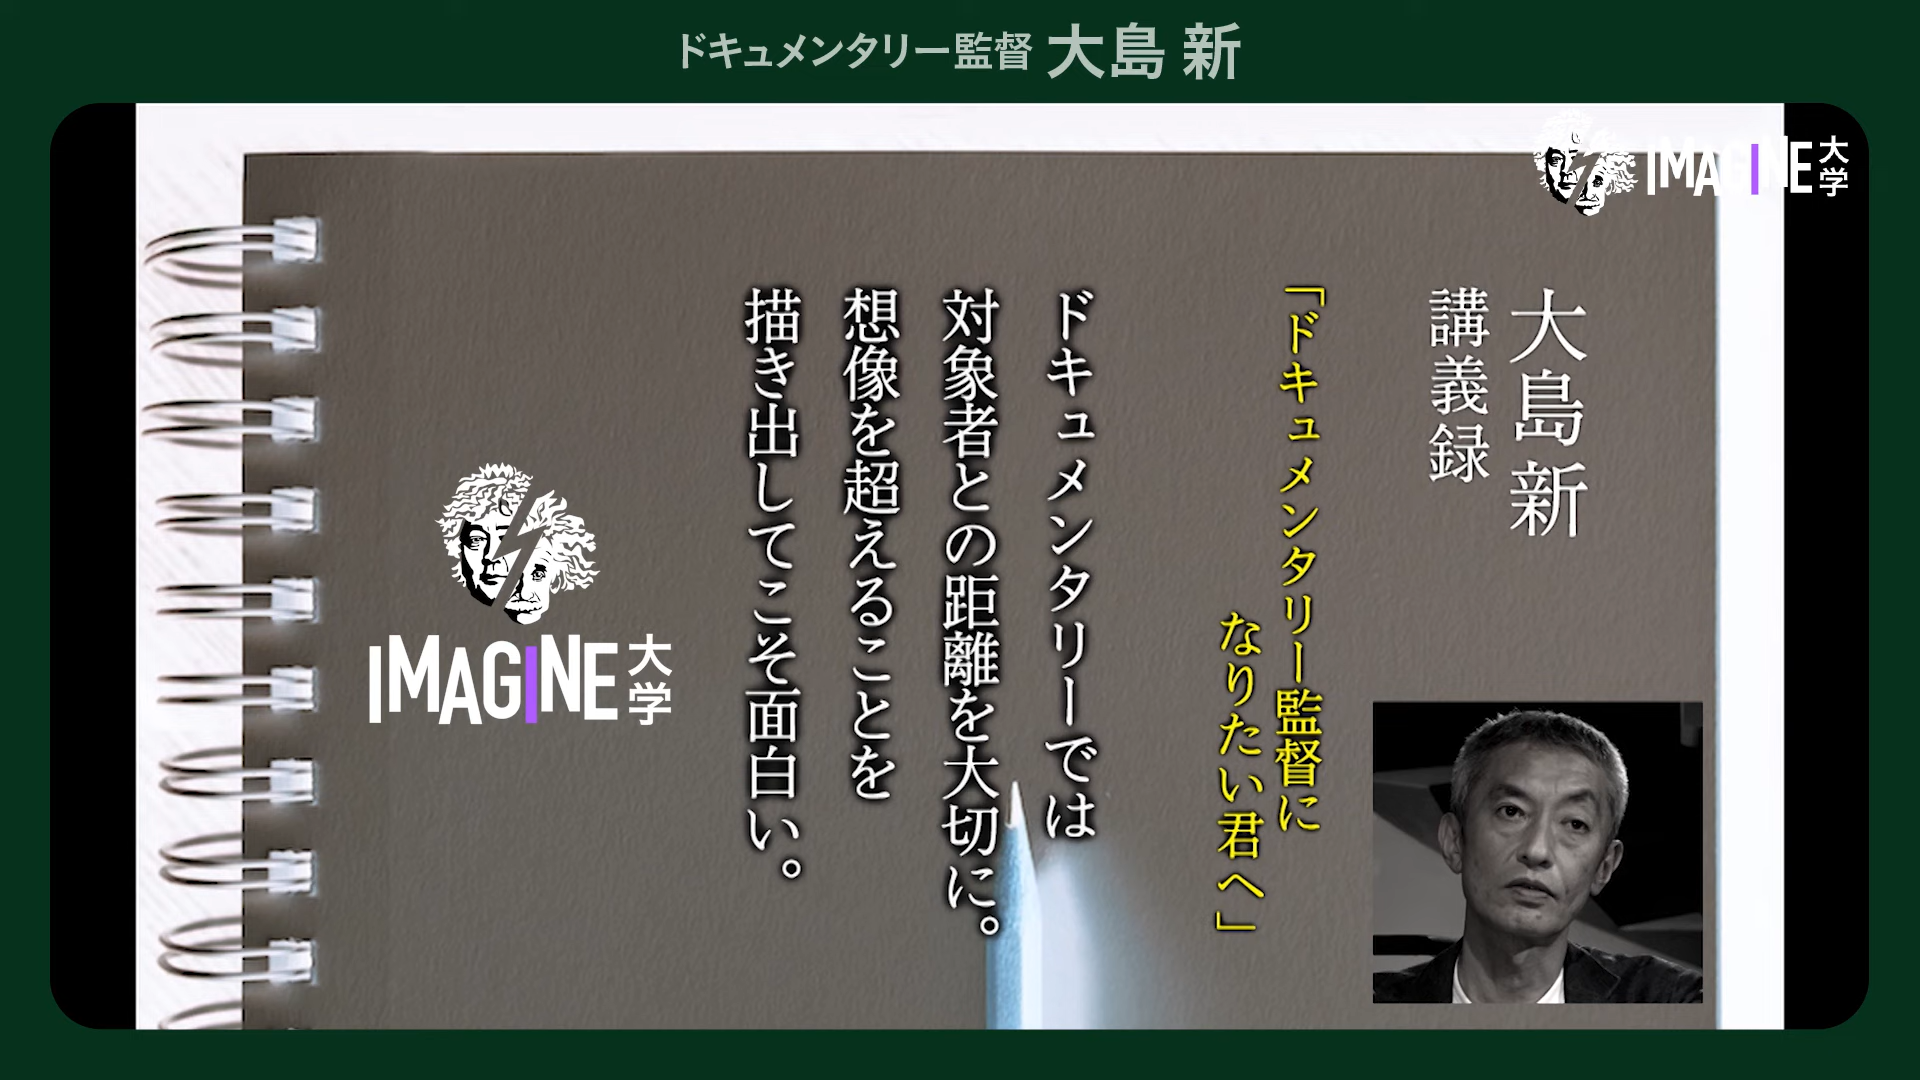 ドキュメンタリー監督 大島 新
IMAGINE大学
大島 新
講義録
「ドキュメンタリー監督に
なりたい君へ」
ドキュメンタリーでは
対象者との距離を大切に。
想像を超えることを
描き出してこそ面白い。
IMAGINE大学